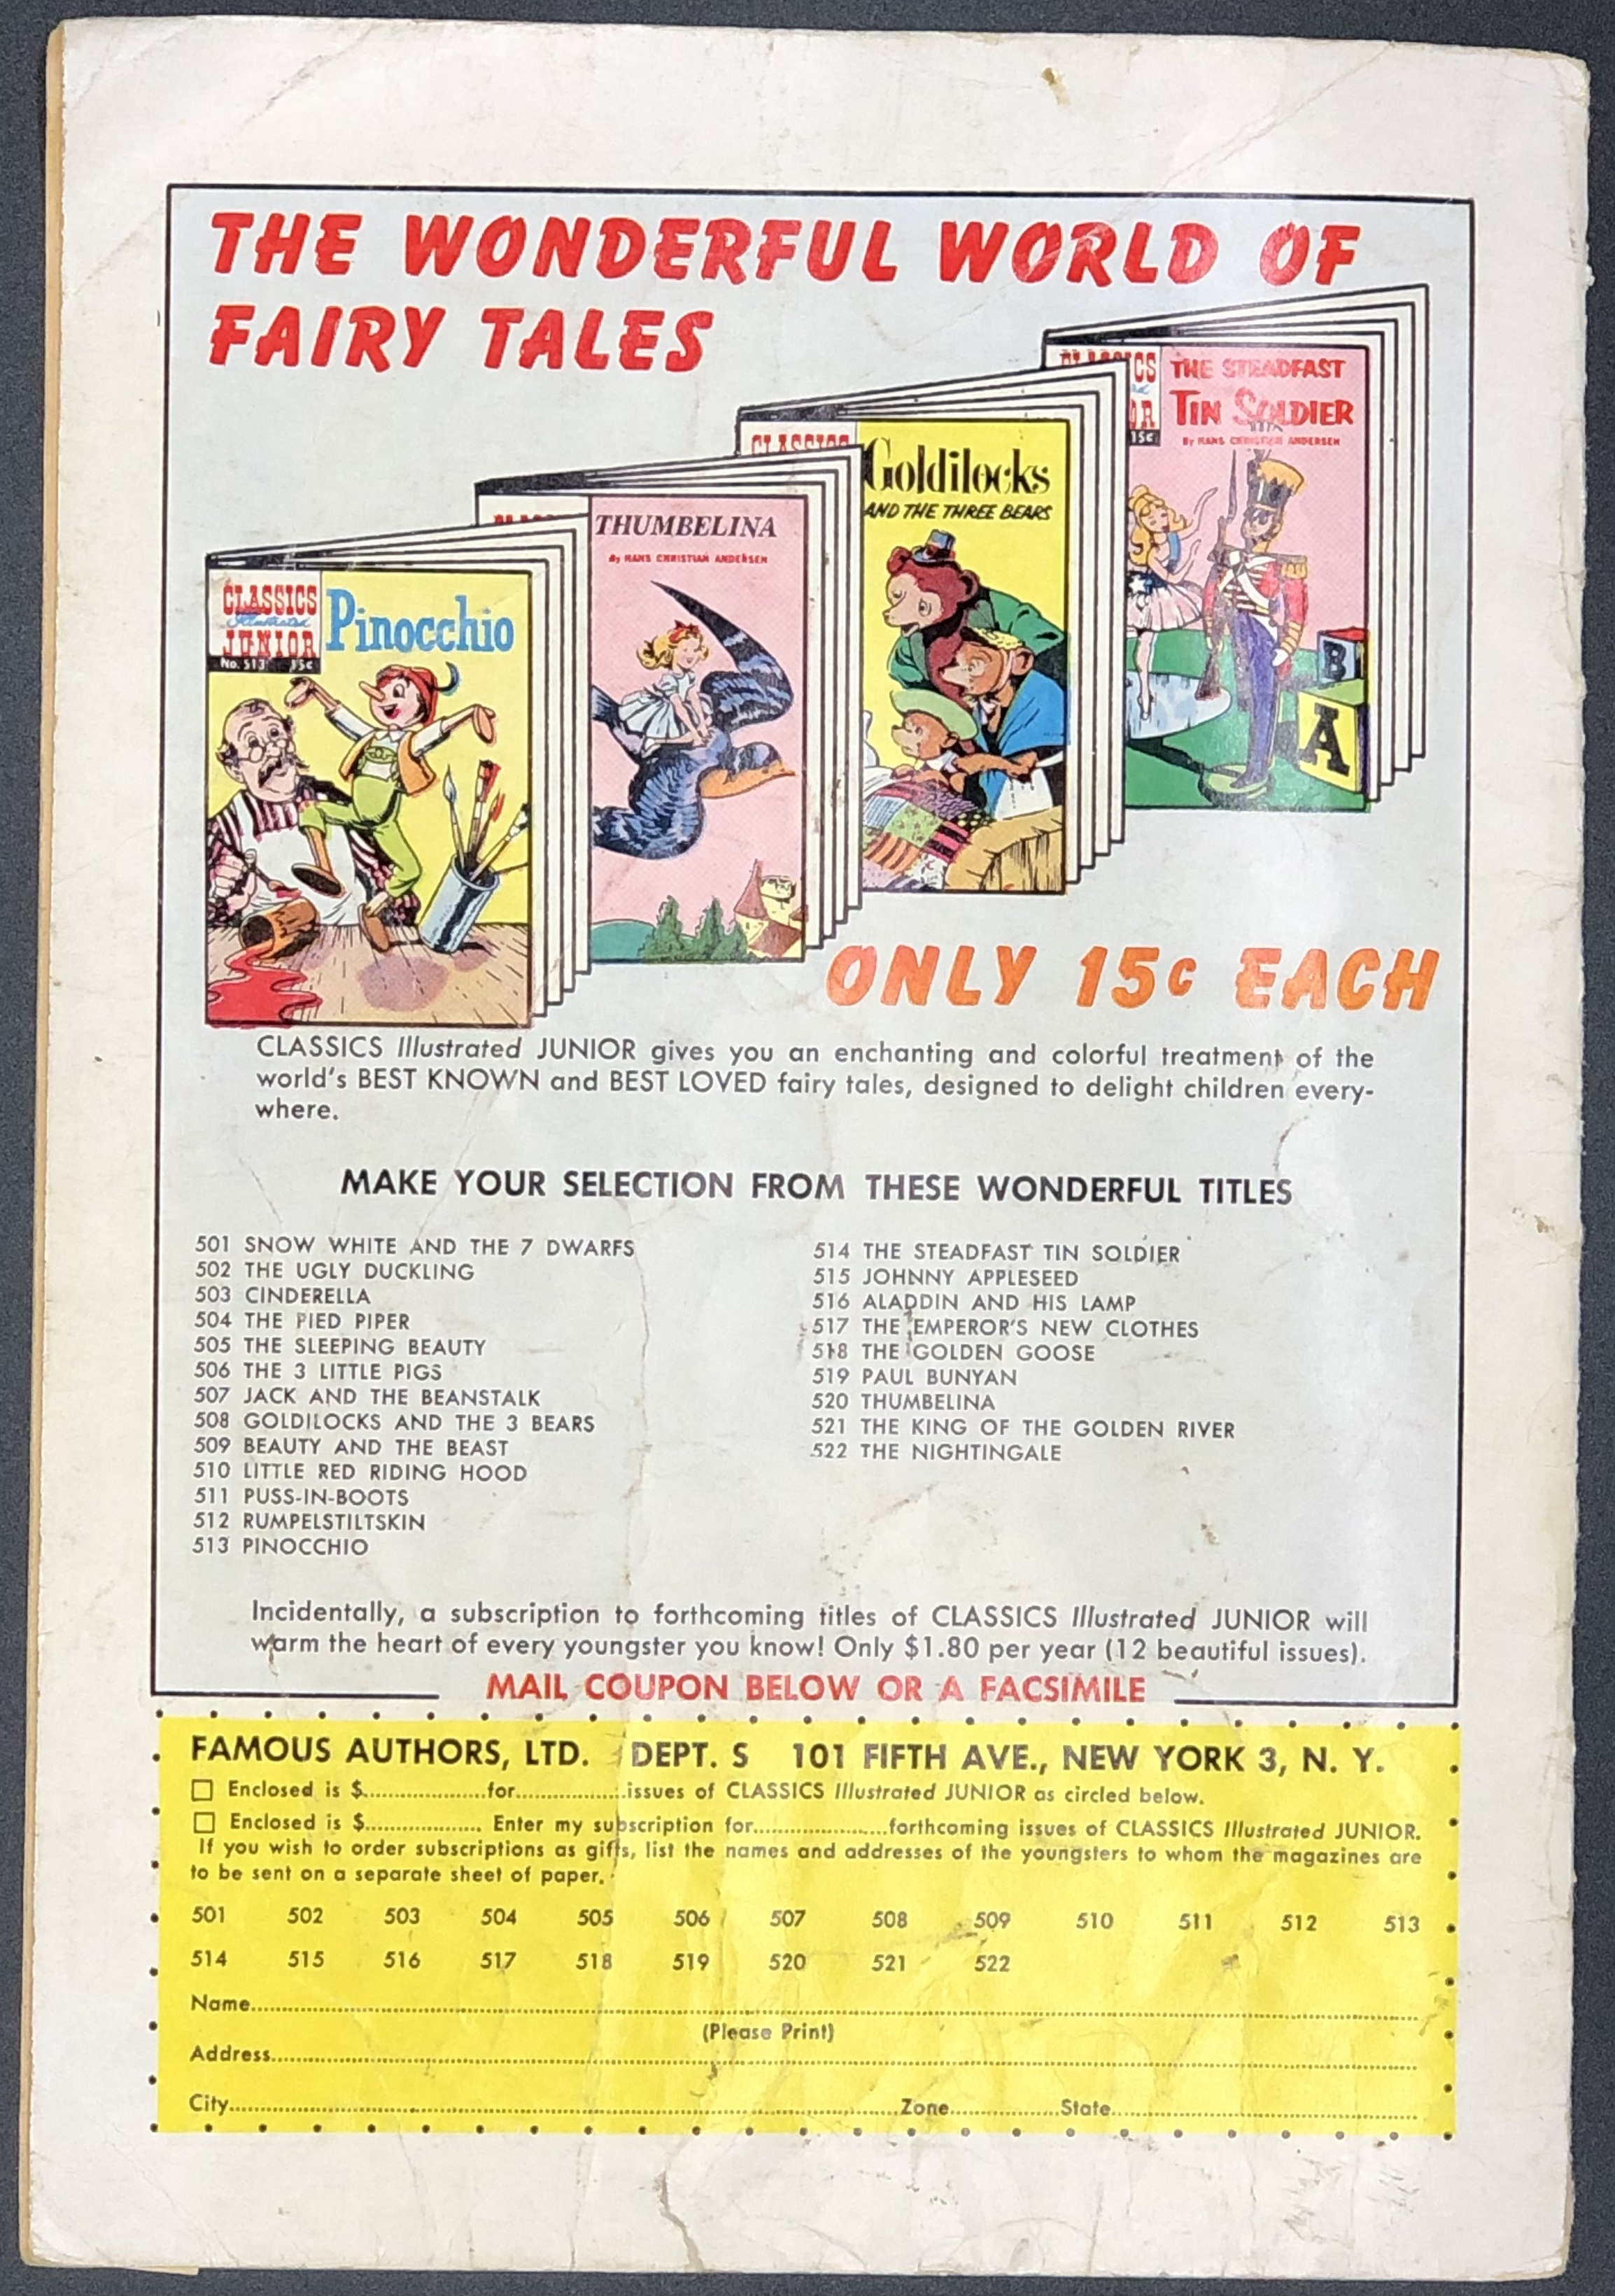 THE WONDERFUL WORLD OF
FAIRY TALES
CLASSICS
Illustrated
JUNIOR
No. 513 15c
Pinocchio
THUMBELINA
By HANS CHRISTIAN ANDERSEN
CLASSICS
Goldilocks
AND THE THREE BEARS
THE STEADFAST
TIN SOLDIER
By HANS CHRISTIAN ANDERSEN
15c
B
A
ONLY 15c EACH
CLASSICS Illustrated JUNIOR gives you an enchanting and colorful treatment of the
world's BEST KNOWN and BEST LOVED fairy tales, designed to delight children every-
where.
MAKE YOUR SELECTION FROM THESE WONDERFUL TITLES
501 SNOW WHITE AND THE 7 DWARFS
502 THE UGLY DUCKLING
503 CINDERELLA
504 THE PIED PIPER
505 THE SLEEPING BEAUTY
506 THE 3 LITTLE PIGS
507 JACK AND THE BEANSTALK
508 GOLDILOCKS AND THE 3 BEARS
509 BEAUTY AND THE BEAST
510 LITTLE RED RIDING HOOD
511 PUSS-IN-BOOTS
512 RUMPELSTILTSKIN
513 PINOCCHIO
514 THE STEADFAST TIN SOLDIER
515 JOHNNY APPLESEED
516 ALADDIN AND HIS LAMP
517 THE EMPEROR'S NEW CLOTHES
518 THE GOLDEN GOOSE
519 PAUL BUNYAN
520 THUMBELINA
521 THE KING OF THE GOLDEN RIVER
522 THE NIGHTINGALE
Incidentally, a subscription to forthcoming titles of CLASSICS Illustrated JUNIOR will
warm the heart of every youngster you know! Only $1.80 per year (12 beautiful issues).
MAIL COUPON BELOW OR A FACSIMILE
FAMOUS AUTHORS, LTD. DEPT. S 101 FIFTH AVE., NEW YORK 3, N. Y.
Enclosed is $....................for....................issues of CLASSICS Illustrated JUNIOR as circled below.
Enclosed is $.................... Enter my subscription for....................forthcoming issues of CLASSICS Illustrated JUNIOR.
If you wish to order subscriptions as gifts, list the names and addresses of the youngsters to whom the magazines are
to be sent on a separate sheet of paper.
501 502 503 504 505 506 507 508 509 510 511 512 513
514 515 516 517 518 519 520 521 522
Name....................
(Please Print)
Address....................
City....................Zone....................State....................